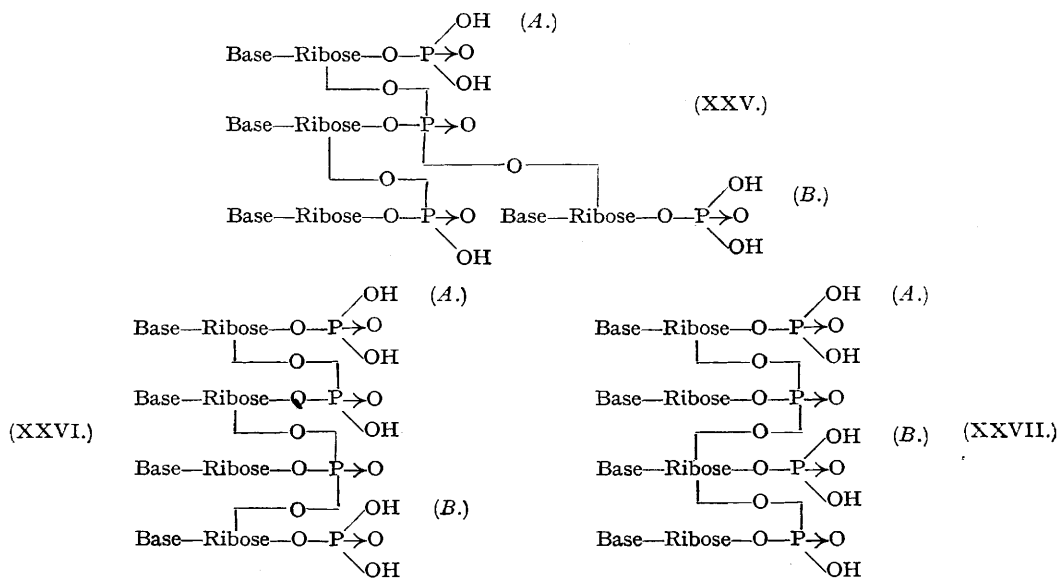 OH (A.)
Base—Ribose—O—P→O
O OH
Base—Ribose—O—P→O (XXV.)
O
O OH (B.)
Base—Ribose—O—P→O Base—Ribose—O—P→O
OH OH
OH (A.) OH (A.)
Base—Ribose—O—P→O Base—Ribose—O—P→O
O OH O OH
Base—Ribose—O—P→O Base—Ribose—O—P→O
(XXVI.) O OH O OH (B.) (XXVII.)
Base—Ribose—O—P→O Base—Ribose—O—P→O
O OH (B.) O OH
Base—Ribose—O—P→O Base—Ribose—O—P→O
OH OH